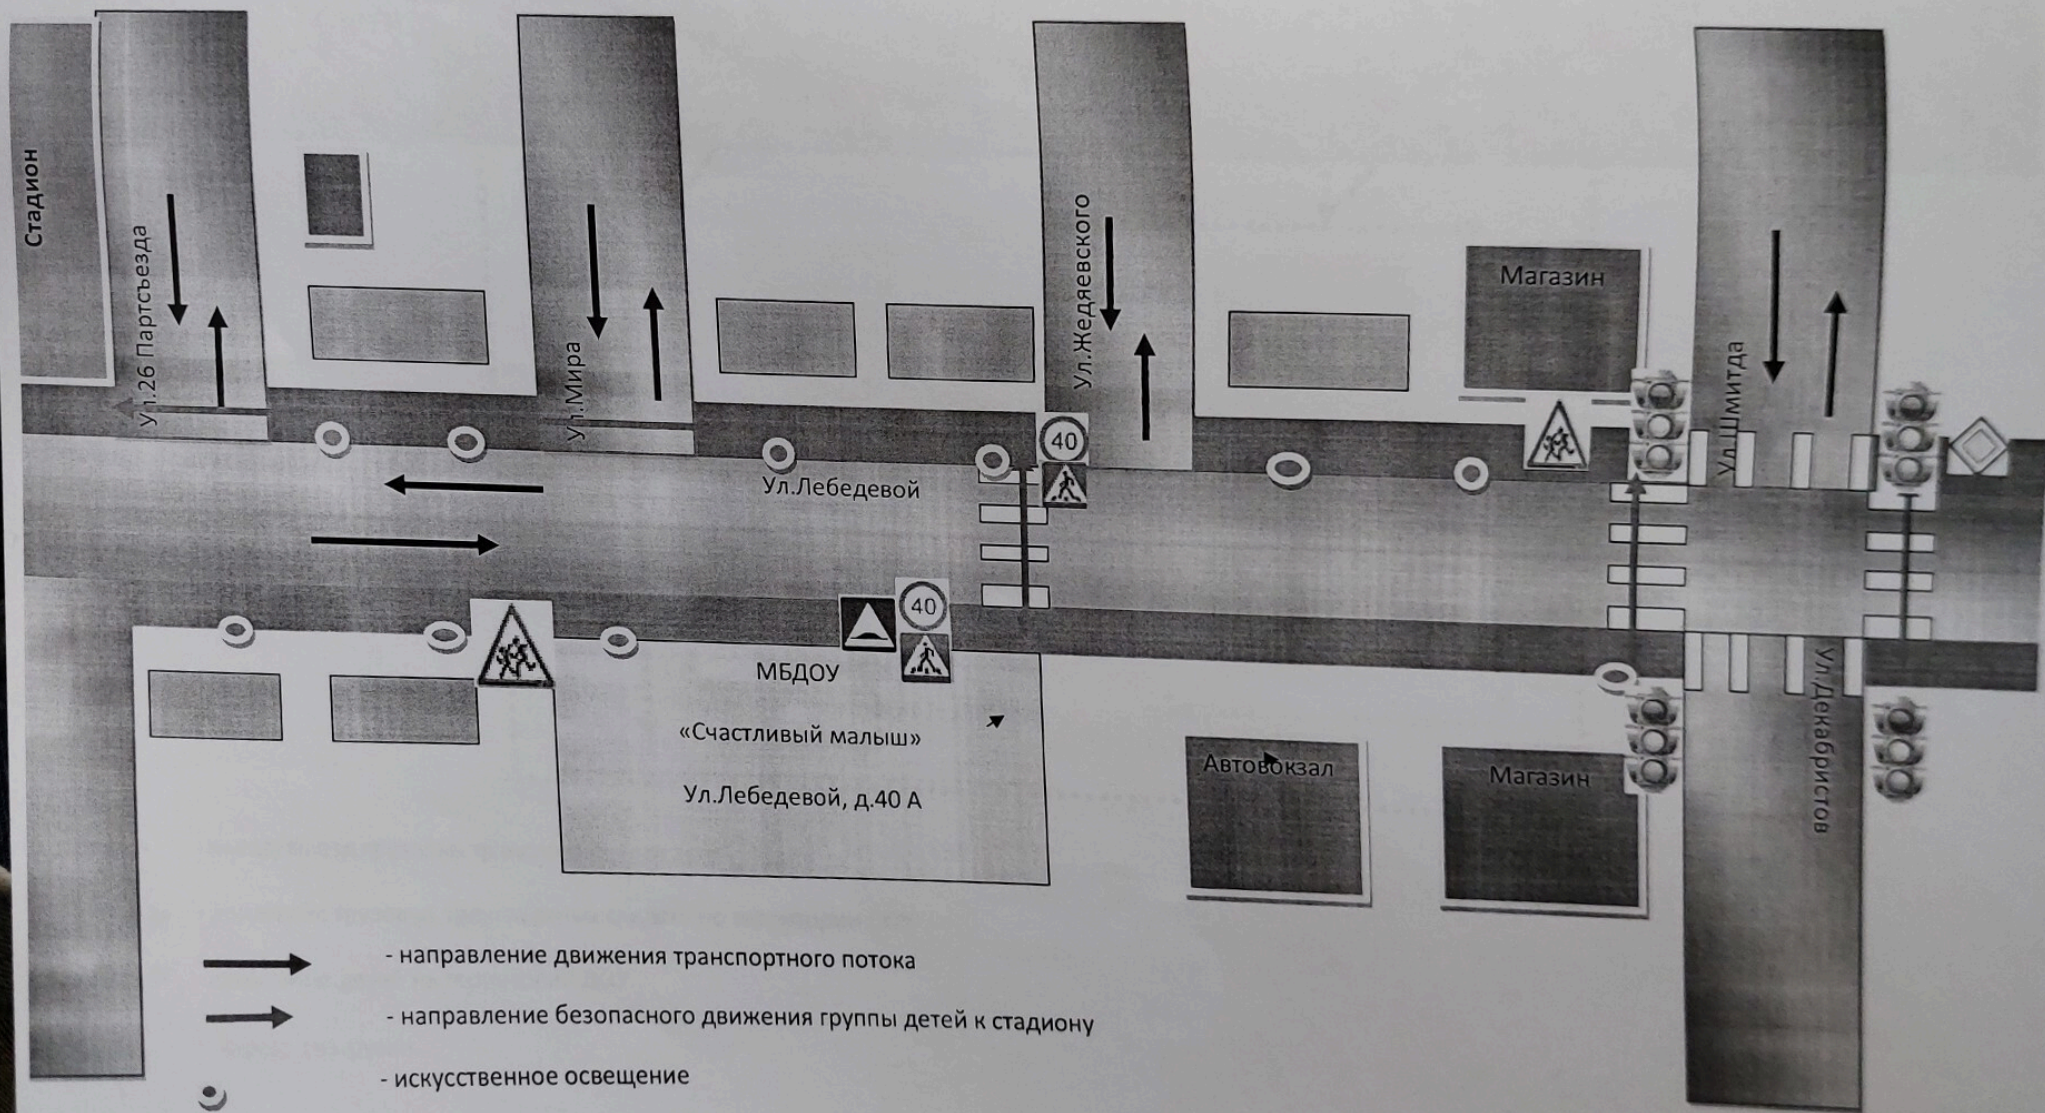 Стадион
Ул.26 Партсъезда
Ул.Мира
Ул.Жедяевского
Магазин
Ул.Шмитда
40
Ул.Лебедевой
40
МБДОУ
«Счастливый малыш»
Ул.Лебедевой, д.40 А
Автовокзал
Магазин
Ул.Декабристов
- направление движения транспортного потока
- направление безопасного движения группы детей к стадиону
- искусственное освещение